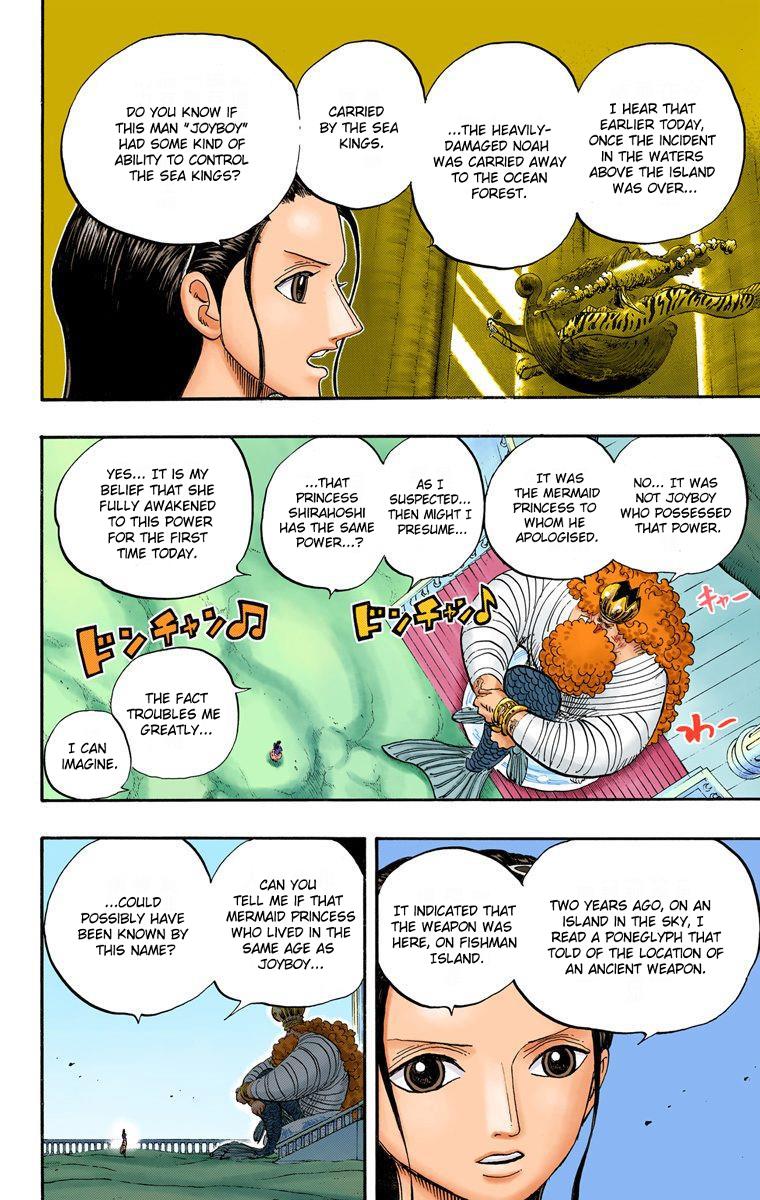 I HEAR THAT
EARLIER TODAY,
ONCE THE INCIDENT
IN THE WATERS
ABOVE THE ISLAND
WAS OVER...
...THE HEAVILY-
DAMAGED NOAH
WAS CARRIED AWAY
TO THE OCEAN
FOREST.
CARRIED
BY THE SEA
KINGS.
DO YOU KNOW IF
THIS MAN "JOYBOY"
HAD SOME KIND OF
ABILITY TO CONTROL
THE SEA KINGS?
NO... IT WAS
NOT JOYBOY
WHO POSSESSED
THAT POWER.
IT WAS
THE MERMAID
PRINCESS TO
WHOM HE
APOLOGISED.
AS I
SUSPECTED...
THEN MIGHT I
PRESUME...
...THAT
PRINCESS
SHIRAHOSHI
HAS THE SAME
POWER...?
YES... IT IS MY
BELIEF THAT SHE
FULLY AWAKENED
TO THIS POWER
FOR THE FIRST
TIME TODAY.
キャー
ドンチャン♪
ドンチャン♫
わー
THE FACT
TROUBLES ME
GREATLY...
I CAN
IMAGINE.
TWO YEARS AGO, ON AN
ISLAND IN THE SKY, I
READ A PONEGLYPH THAT
TOLD OF THE LOCATION
OF AN ANCIENT WEAPON.
IT INDICATED THAT
THE WEAPON WAS
HERE, ON FISHMAN
ISLAND.
CAN YOU
TELL ME IF THAT
MERMAID PRINCESS
WHO LIVED IN THE
SAME AGE AS
JOYBOY...
...COULD
POSSIBLY HAVE
BEEN KNOWN BY
THIS NAME?